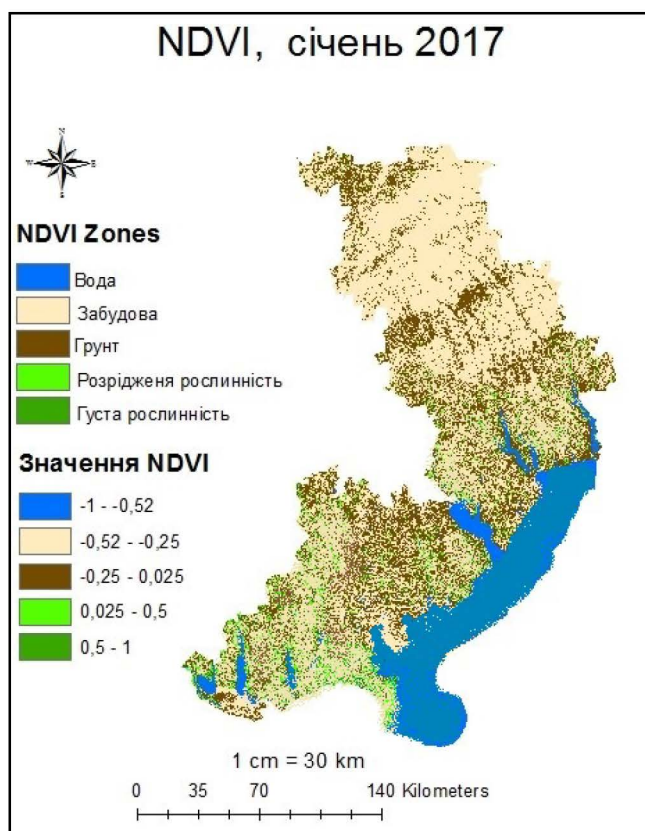 NDVI, січень 2017
N
W
E
S
NDVI Zones
Вода
Забудова
Грунт
Розрідженя рослинність
Густа рослинність
Значення NDVI
-1 - -0,52
-0,52 - -0,25
-0,25 - 0,025
0,025 - 0,5
0,5 - 1
1 cm = 30 km
0 35 70 140 Kilometers